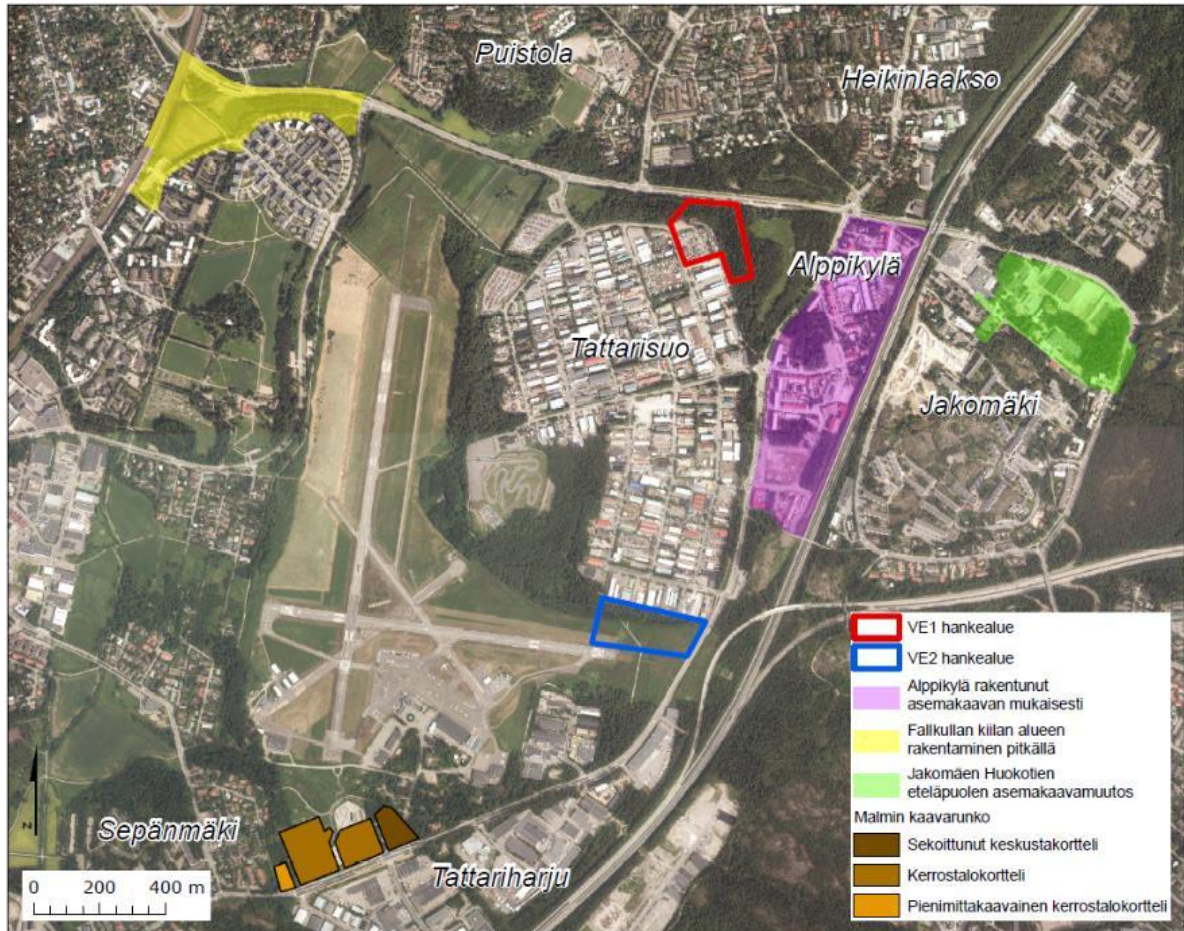 Puistola
Heikinlaakso
Alppikylä
Tattarisuo
Jakomäki
Sepänmäki
Tattariharju
N
0 200 400 m
VE1 hankealue
VE2 hankealue
Alppikylä rakentunut
asemakaavan mukaisesti
Fallkullan kiilan alueen
rakentaminen pitkällä
Jakomäen Huokotien
eteläpuolen asemakaavamuutos
Malmin kaavarunko
Sekoittunut keskustakortteli
Kerrostalokortteli
Pienimittakaavainen kerrostalokortteli